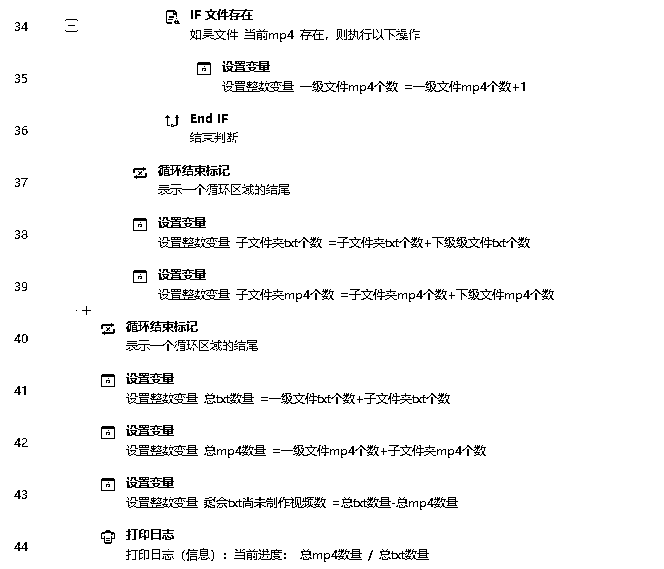 34
IF 文件存在
如果文件 当前mp4 存在，则执行以下操作
35
设置变量
设置整数变量 一级文件mp4个数 =一级文件mp4个数+1
36
End IF
结束判断
37
循环结束标记
表示一个循环区域的结尾
38
设置变量
设置整数变量 子文件夹txt个数 =子文件夹txt个数+下级级文件txt个数
39
设置变量
设置整数变量 子文件夹mp4个数 =子文件夹mp4个数+下级文件mp4个数
40
循环结束标记
表示一个循环区域的结尾
41
设置变量
设置整数变量 总txt数量 =一级文件txt个数+子文件夹txt个数
42
设置变量
设置整数变量 总mp4数量 =一级文件mp4个数+子文件夹mp4个数
43
设置变量
设置整数变量 txt尚未制作视频数 =总txt数量-总mp4数量
44
打印日志
打印日志（信息）：当前进度： 总mp4数量 / 总txt数量